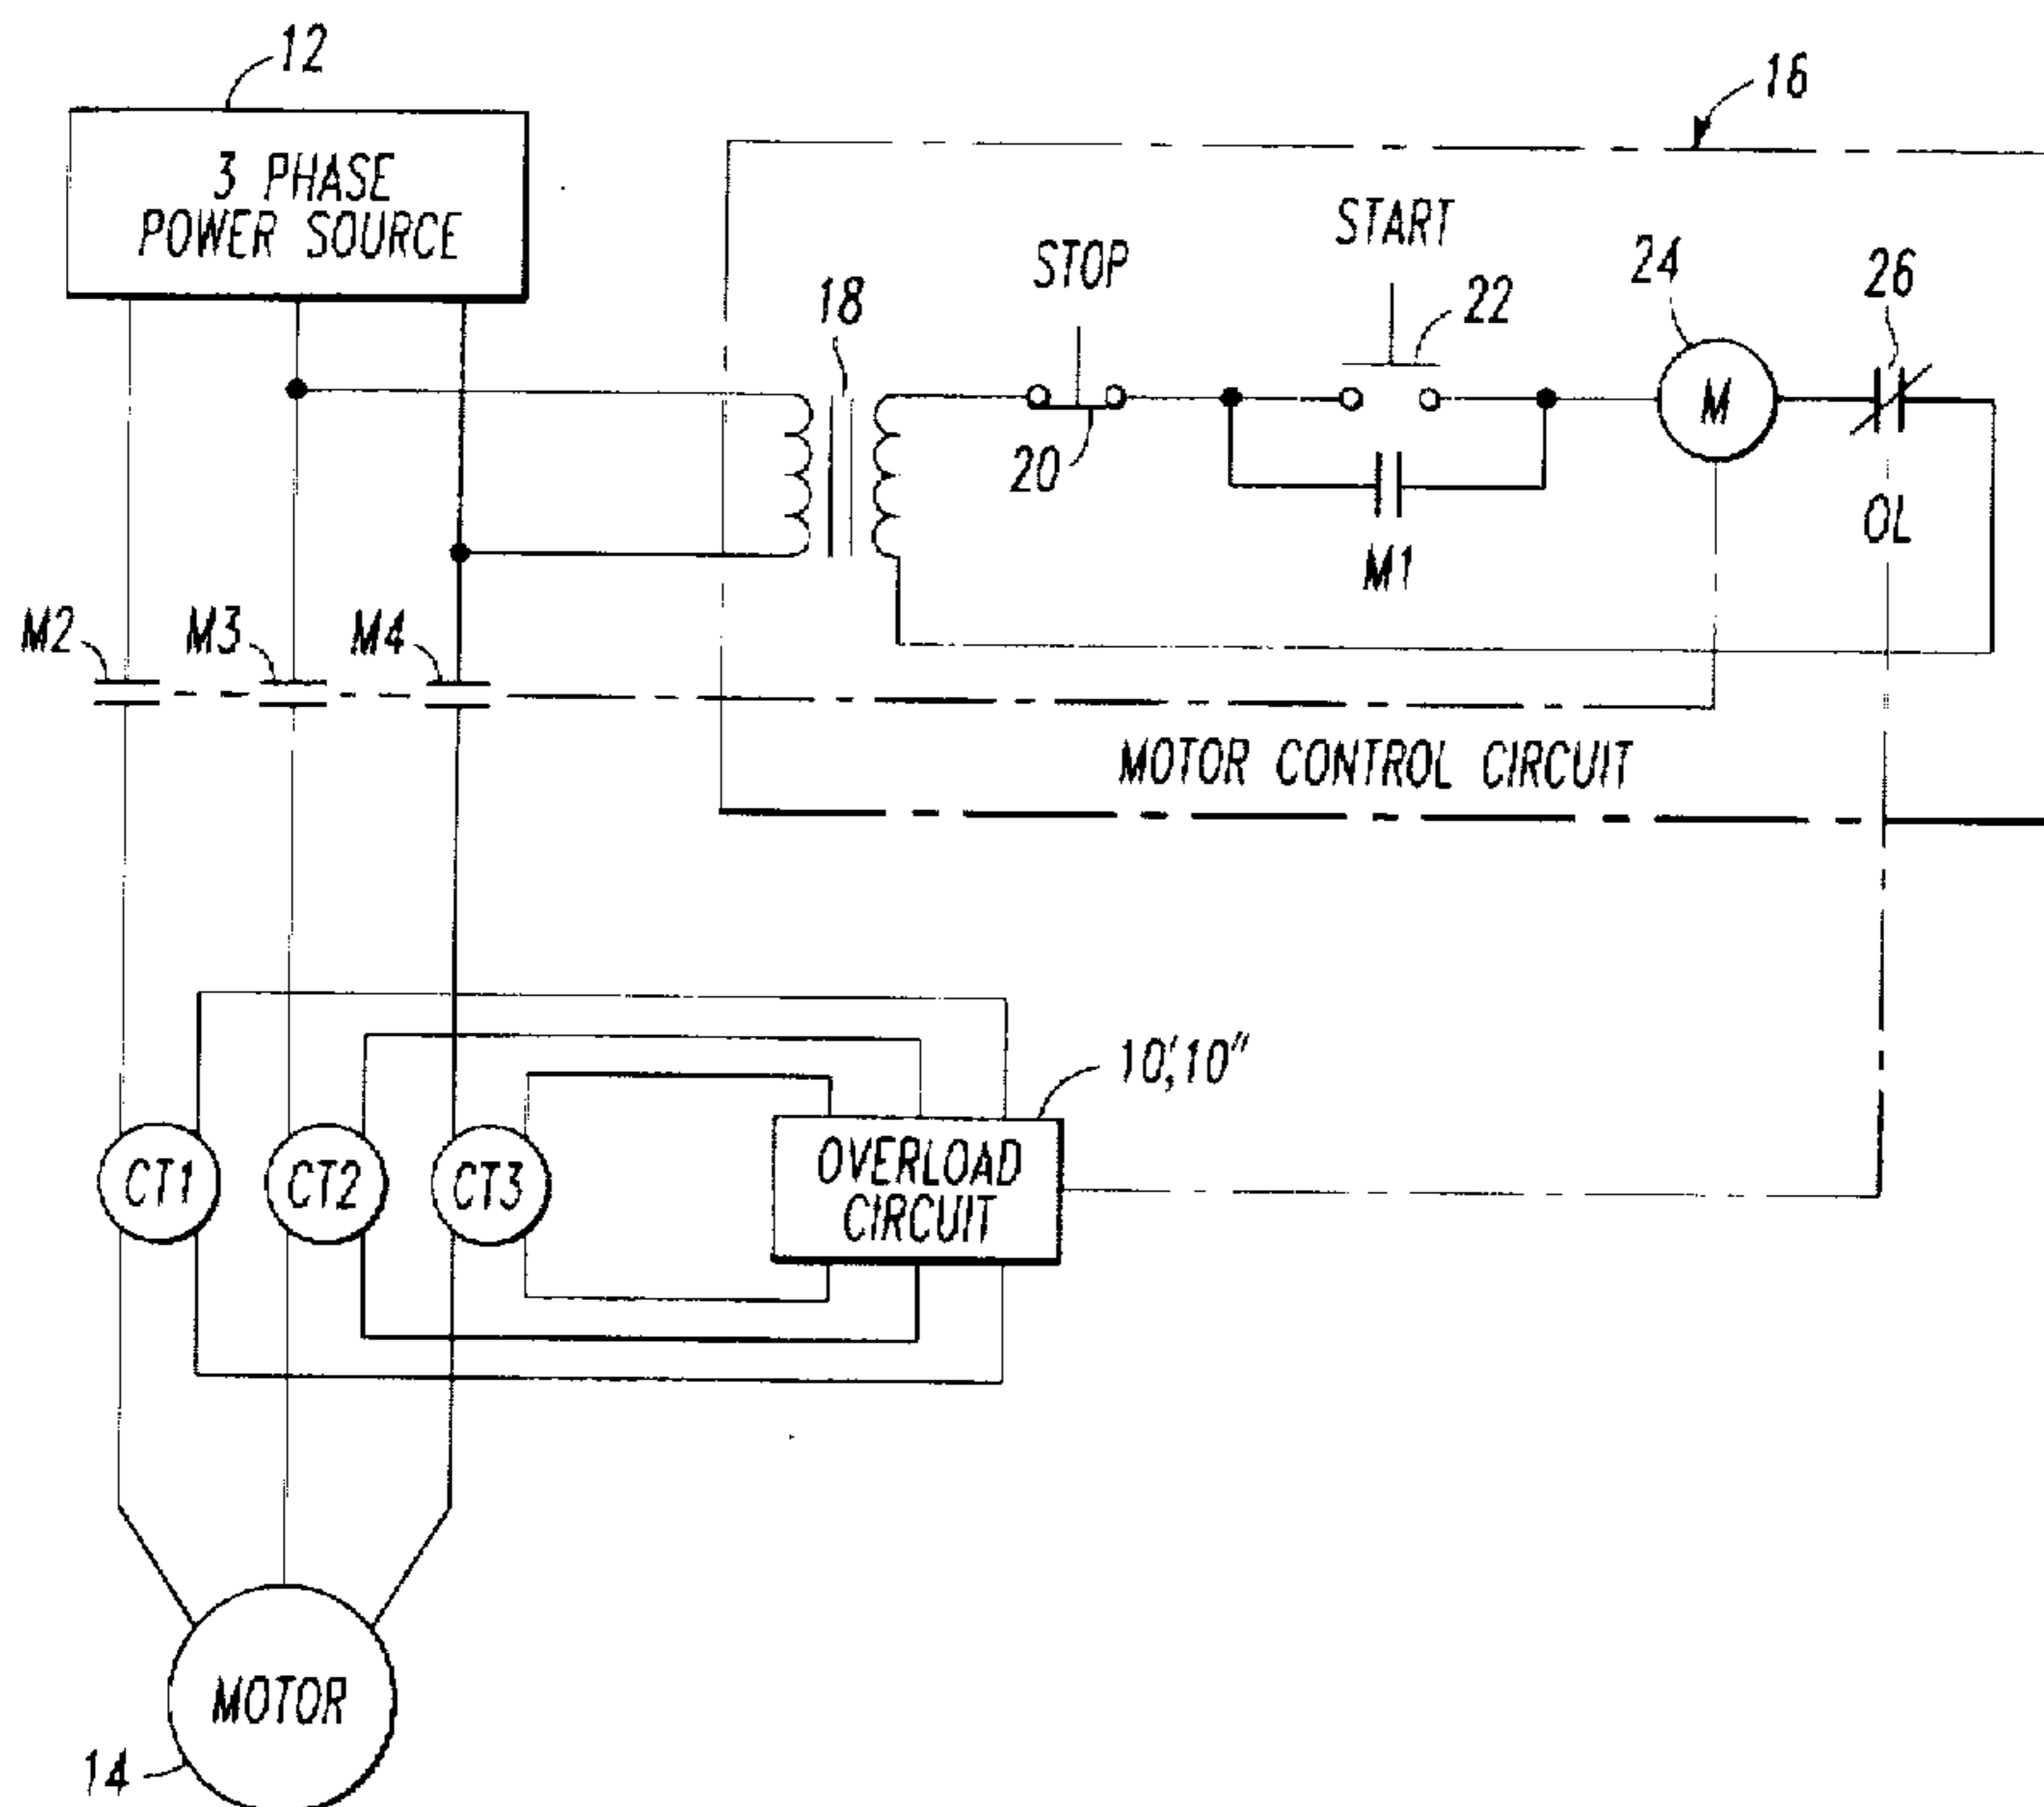 12
3 PHASE
POWER SOURCE
16
START
STOP
18
22
24
26
M
20
M1
OL
M2
M3
M4
MOTOR CONTROL CIRCUIT
10',10"
CT1
CT2
CT3
OVERLOAD
CIRCUIT
MOTOR
14